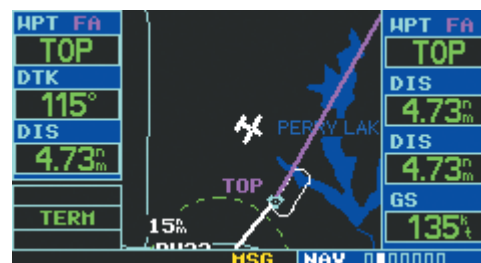 WPT FA
TOP
DTK
115°
DIS
4.73nm
TERM
PERRY LAK
TOP
15nm
MSG
NAV
WPT FA
TOP
DIS
4.73nm
DIS
4.73nm
GS
135kt